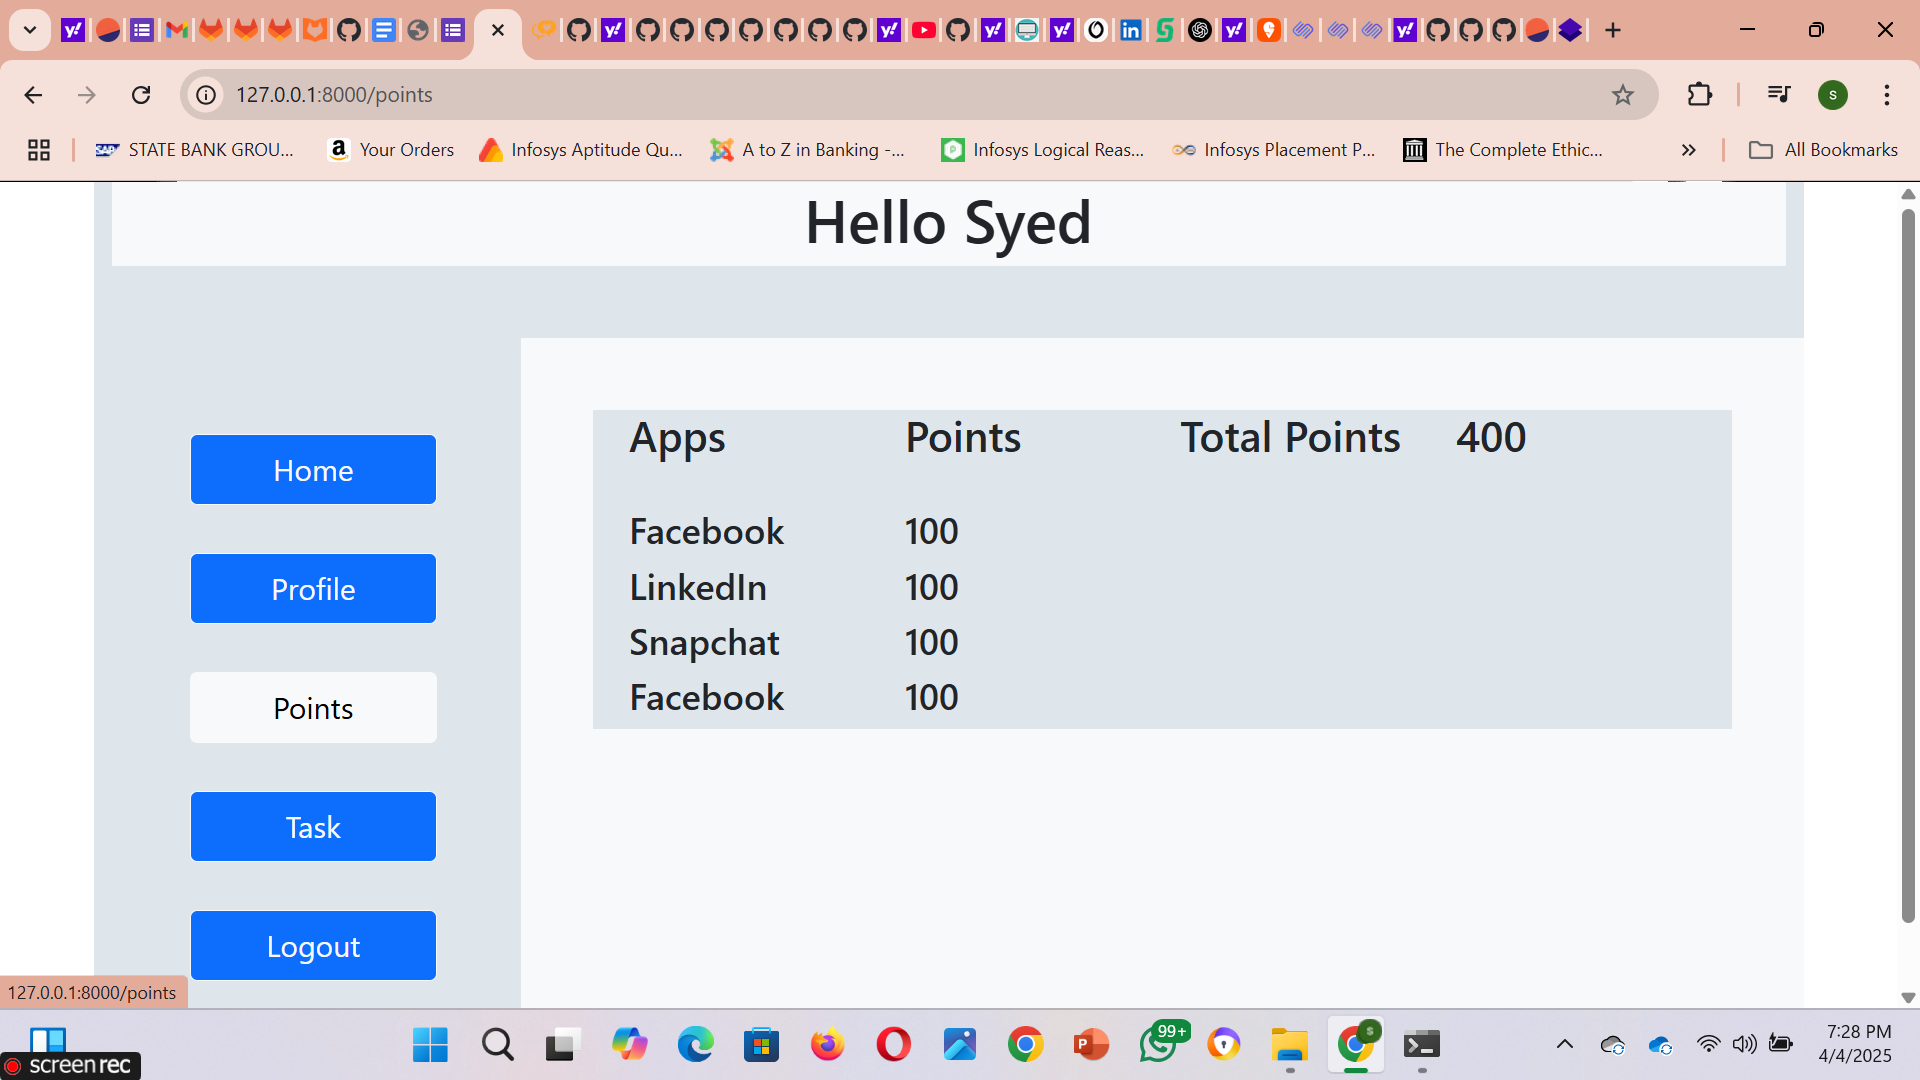 127.0.0.1:8000/points
STATE BANK GROU...
Your Orders
Infosys Aptitude Qu...
A to Z in Banking -...
Infosys Logical Reas...
Infosys Placement P...
The Complete Ethic...
All Bookmarks
Hello Syed
Home
Profile
Points
Task
Logout
Apps Points Total Points 400
Facebook 100
LinkedIn 100
Snapchat 100
Facebook 100
127.0.0.1:8000/points
screenrec
99+
7:28 PM
4/4/2025